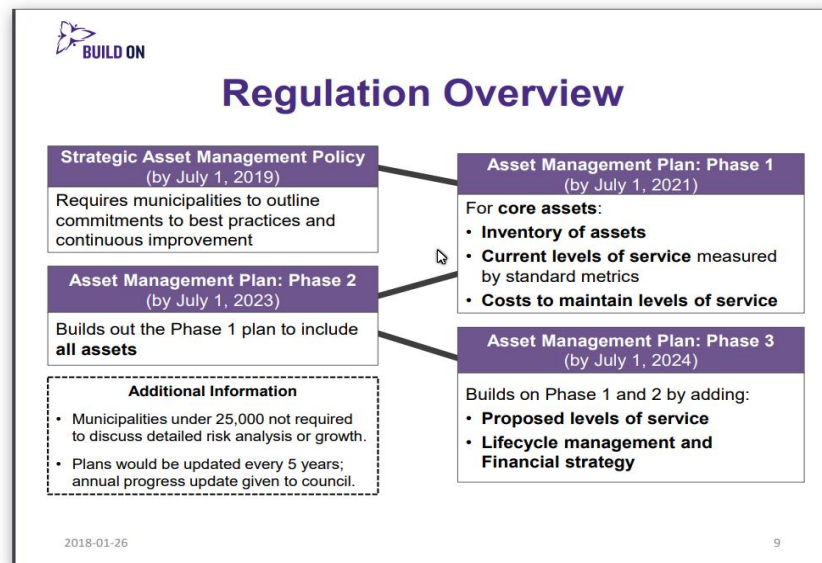 BUILD ON
Regulation Overview
Strategic Asset Management Policy
(by July 1, 2019)
Requires municipalities to outline
commitments to best practices and
continuous improvement
Asset Management Plan: Phase 1
(by July 1, 2021)
For core assets:
• Inventory of assets
• Current levels of service measured
by standard metrics
• Costs to maintain levels of service
Asset Management Plan: Phase 2
(by July 1, 2023)
Builds out the Phase 1 plan to include
all assets
Asset Management Plan: Phase 3
(by July 1, 2024)
Builds on Phase 1 and 2 by adding:
• Proposed levels of service
• Lifecycle management and
Financial strategy
Additional Information
• Municipalities under 25,000 not required
to discuss detailed risk analysis or growth.
• Plans would be updated every 5 years;
annual progress update given to council.
2018-01-26
9